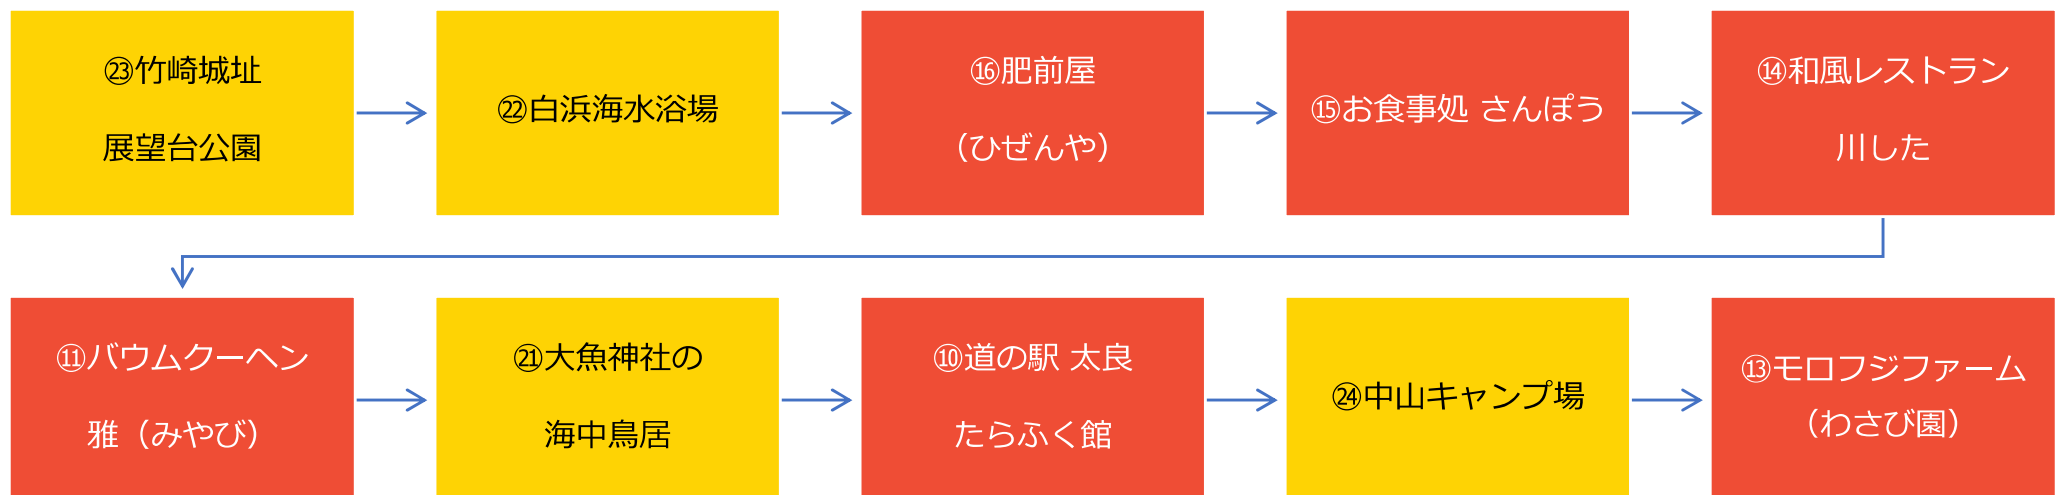 ㉓竹崎城址
展望台公園
㉒白浜海水浴場
⑯肥前屋
（ひぜんや）
⑮お食事処 さんぽう
⑭和風レストラン
川した
⑪バウムクーヘン
雅（みやび）
㉑大魚神社の
海中鳥居
⑩道の駅 太良
たらふく館
㉔中山キャンプ場
⑬モロフジファーム
（わさび園）